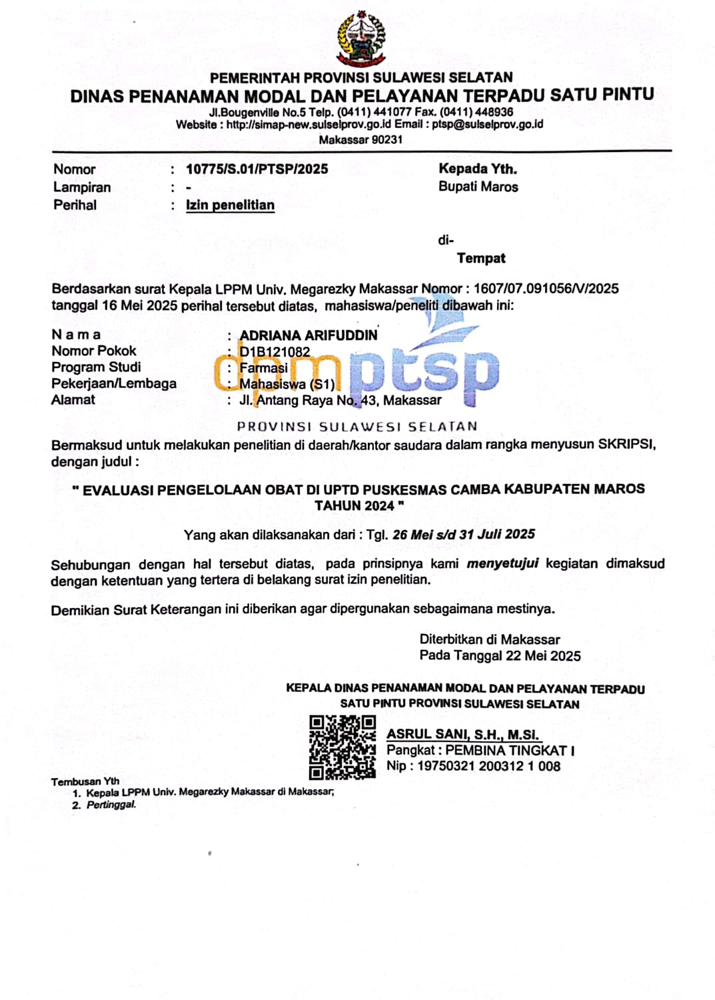 PEMERINTAH PROVINSI SULAWESI SELATAN
DINAS PENANAMAN MODAL DAN PELAYANAN TERPADU SATU PINTU
Jl.Bougenville No.5 Telp. (0411) 441077 Fax. (0411) 448936
Website : http://simap-new.sulselprov.go.id Email : ptsp@sulselprov.go.id
Makassar 90231
Nomor : 10775/S.01/PTSP/2025
Lampiran : -
Perihal : Izin penelitian
Kepada Yth.
Bupati Maros
di-
Tempat
Berdasarkan surat Kepala LPPM Univ. Megarezky Makassar Nomor : 1607/07.091056/V/2025
tanggal 16 Mei 2025 perihal tersebut diatas, mahasiswa/peneliti dibawah ini:
N a m a : ADRIANA ARIFUDDIN
Nomor Pokok : D1B121082
Program Studi : Farmasi
Pekerjaan/Lembaga : Mahasiswa (S1)
Alamat : Jl. Antang Raya No. 43, Makassar
dpmptsp
PROVINSI SULAWESI SELATAN
Bermaksud untuk melakukan penelitian di daerah/kantor saudara dalam rangka menyusun SKRIPSI,
dengan judul :
" EVALUASI PENGELOLAAN OBAT DI UPTD PUSKESMAS CAMBA KABUPATEN MAROS
TAHUN 2024 "
Yang akan dilaksanakan dari : Tgl. 26 Mei s/d 31 Juli 2025
Sehubungan dengan hal tersebut diatas, pada prinsipnya kami menyetujui kegiatan dimaksud
dengan ketentuan yang tertera di belakang surat izin penelitian.
Demikian Surat Keterangan ini diberikan agar dipergunakan sebagaimana mestinya.
Diterbitkan di Makassar
Pada Tanggal 22 Mei 2025
KEPALA DINAS PENANAMAN MODAL DAN PELAYANAN TERPADU
SATU PINTU PROVINSI SULAWESI SELATAN
ASRUL SANI, S.H., M.Si.
Pangkat : PEMBINA TINGKAT I
Nip : 19750321 200312 1 008
Tembusan Yth
1. Kepala LPPM Univ. Megarezky Makassar di Makassar;
2. Pertinggal.